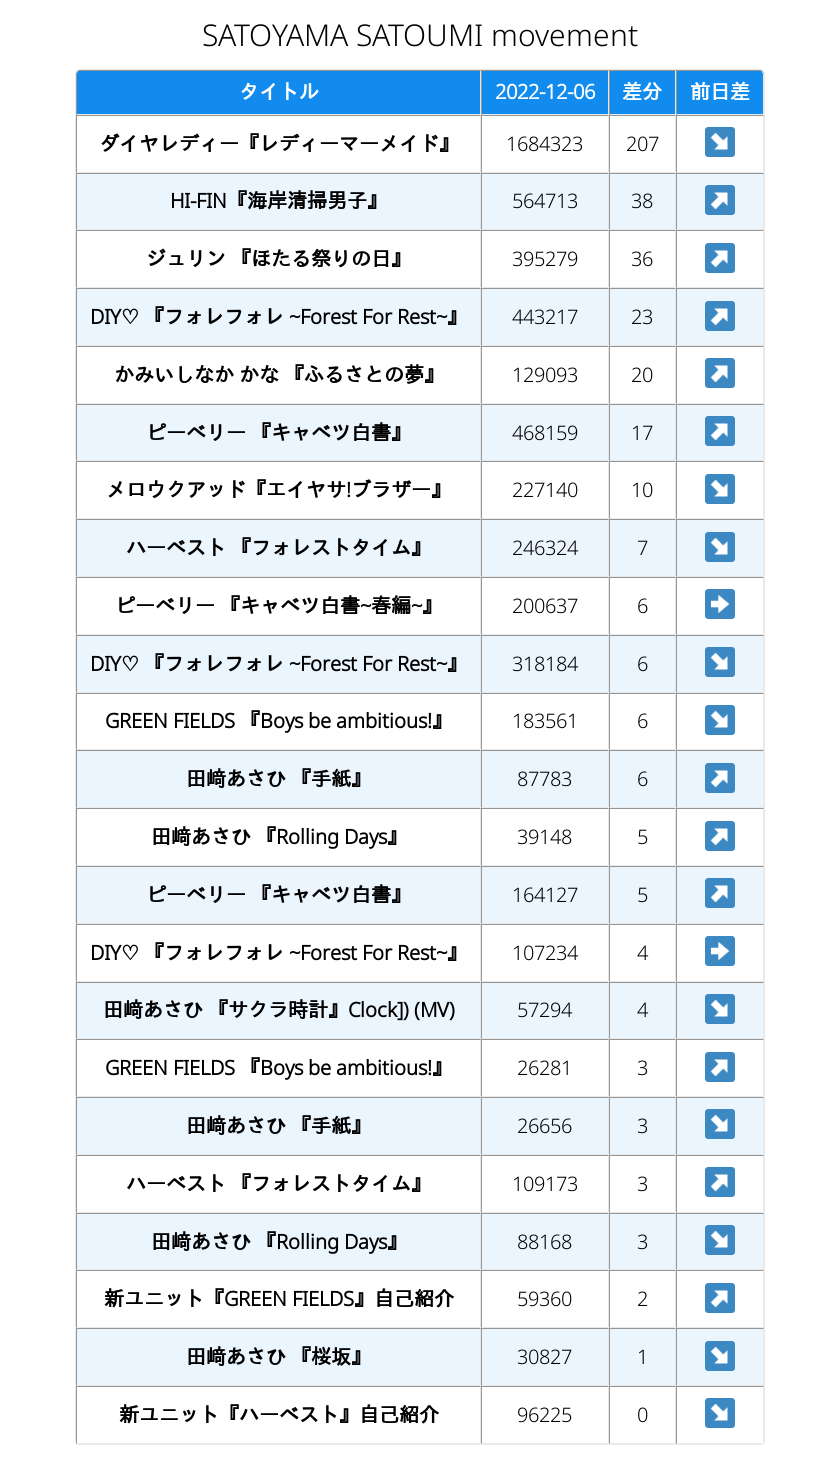 SATOYAMA SATOUMI movement
タイトル 2022-12-06 差分 前日差
ダイヤレディー『レディーマーメイド』 1684323 207
HI-FIN『海岸清掃男子』 564713 38
ジュリン 『ほたる祭りの日』 395279 36
DIY♡ 『フォレフォレ ~Forest For Rest~』 443217 23
かみいしなか かな 『ふるさとの夢』 129093 20
ピーベリー 『キャベツ白書』 468159 17
メロウクアッド『エイヤサ!ブラザー』 227140 10
ハーベスト 『フォレストタイム』 246324 7
ピーベリー 『キャベツ白書~春編~』 200637 6
DIY♡ 『フォレフォレ ~Forest For Rest~』 318184 6
GREEN FIELDS 『Boys be ambitious!』 183561 6
田﨑あさひ 『手紙』 87783 6
田﨑あさひ 『Rolling Days』 39148 5
ピーベリー 『キャベツ白書』 164127 5
DIY♡ 『フォレフォレ ~Forest For Rest~』 107234 4
田﨑あさひ 『サクラ時計』Clock]) (MV) 57294 4
GREEN FIELDS 『Boys be ambitious!』 26281 3
田﨑あさひ 『手紙』 26656 3
ハーベスト 『フォレストタイム』 109173 3
田﨑あさひ 『Rolling Days』 88168 3
新ユニット『GREEN FIELDS』自己紹介 59360 2
田﨑あさひ 『桜坂』 30827 1
新ユニット『ハーベスト』自己紹介 96225 0